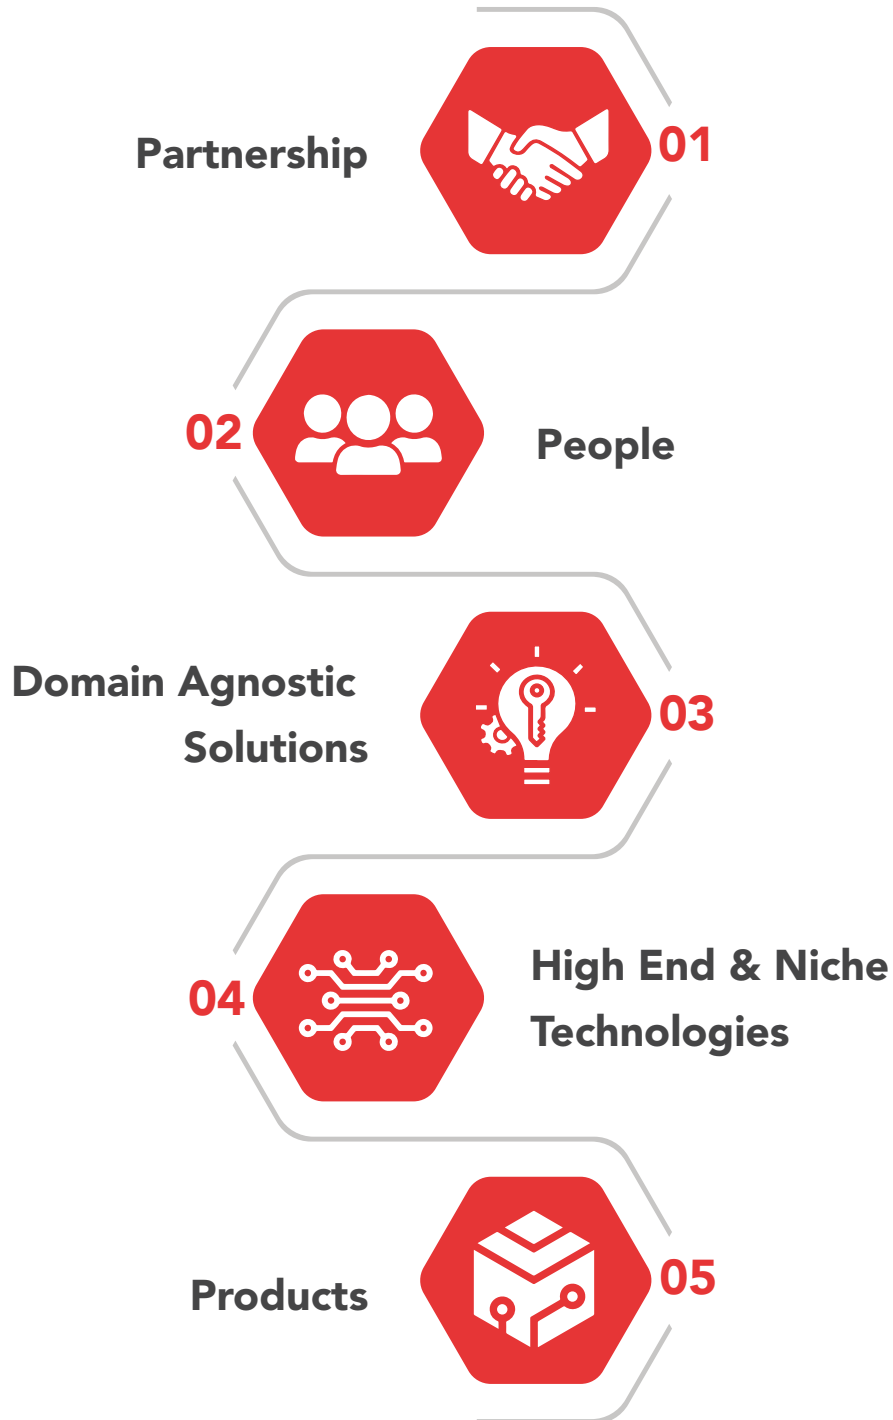 Partnership
01
02
People
Domain Agnostic
Solutions
03
04
High End & Niche
Technologies
Products
05